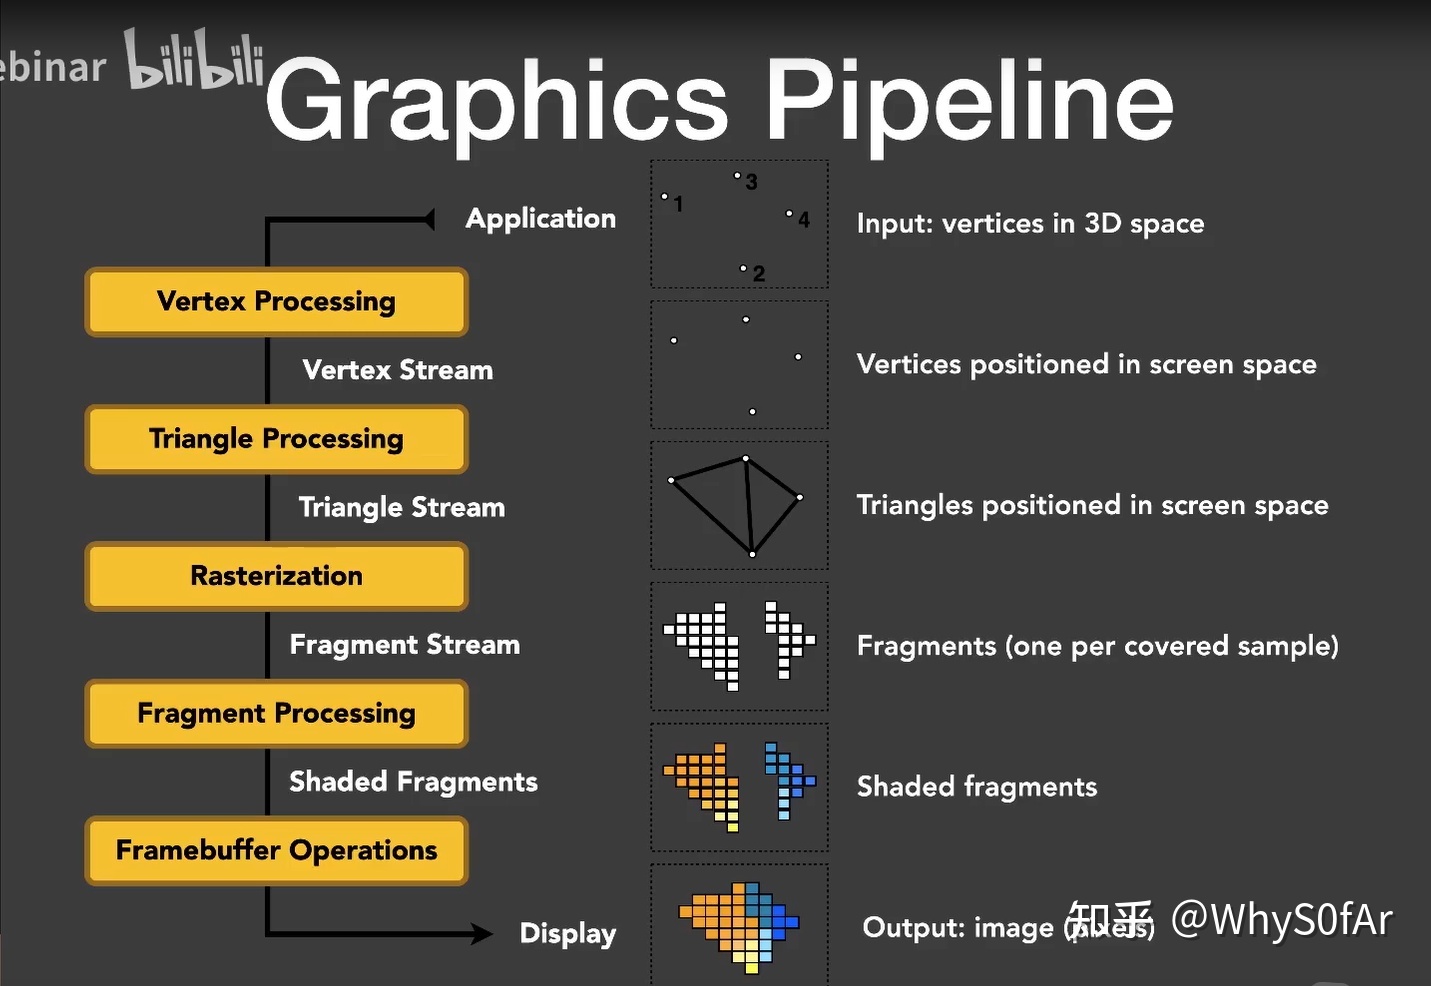 ebinar bilibili
Graphics Pipeline
Application
Vertex Processing
Vertex Stream
Triangle Processing
Triangle Stream
Rasterization
Fragment Stream
Fragment Processing
Shaded Fragments
Framebuffer Operations
Display
1
3
4
2
Input: vertices in 3D space
Vertices positioned in screen space
Triangles positioned in screen space
Fragments (one per covered sample)
Shaded fragments
Output: image (pixels)
知乎 @WhyS0fAr